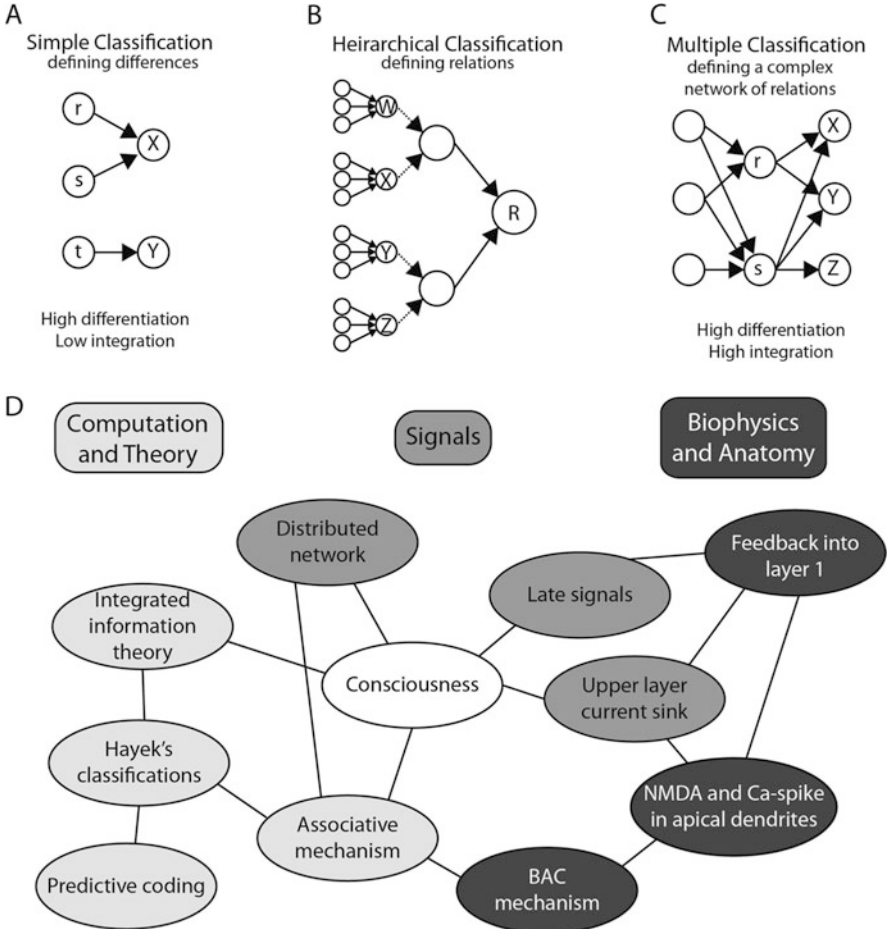 A
Simple Classification
defining differences
r
X
s
t
Y
High differentiation
Low integration
B
Heirarchical Classification
defining relations
W
X
R
Y
Z
C
Multiple Classification
defining a complex
network of relations
X
r
Y
s
Z
High differentiation
High integration
D
Computation
and Theory
Signals
Biophysics
and Anatomy
Distributed
network
Feedback into
layer 1
Late signals
Integrated
information
theory
Consciousness
Upper layer
current sink
Hayek's
classifications
NMDA and Ca-spike
in apical dendrites
Associative
mechanism
Predictive coding
BAC
mechanism